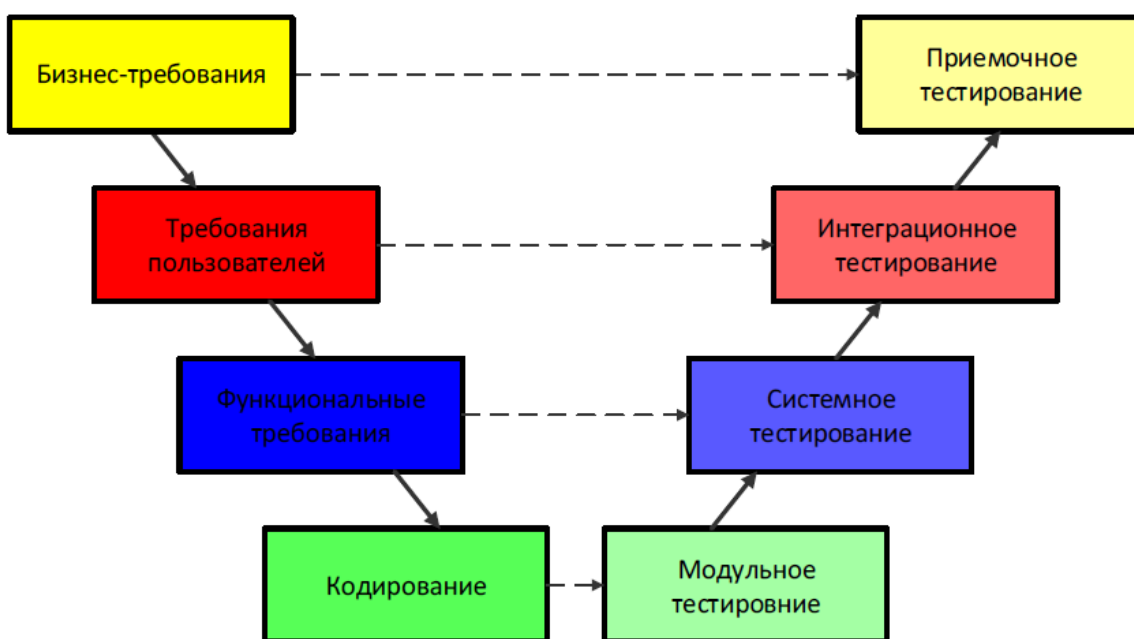 Бизнес-требования
Приемочное
тестирование
Требования
пользователей
Интеграционное
тестирование
Функциональные
требования
Системное
тестирование
Кодирование
Модульное
тестировние